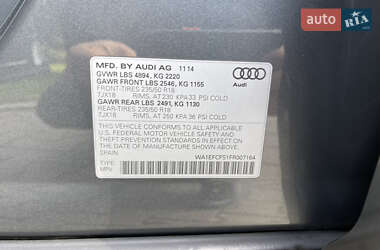 auto RIA
MFD. BY AUDI AG 11 14
GVWR LBS 4894, KG 2220
GAWR FRONT LBS 2546, KG 1155
FRONT-TIRES 235/50 R18
7JX18 RIMS, AT 230 KPA 33 PSI COLD
GAWR REAR LBS 2491, KG 1130
REAR-TIRES 235/50 R18
7JX18 RIMS, AT 250 KPA 36 PSI COLD
Audi
THIS VEHICLE CONFORMS TO ALL APPLICABLE
U.S. FEDERAL MOTOR VEHICLE SAFETY AND
THEFT PREVENTION STANDARDS IN EFFECT ON
THE DATE OF MANUFACTURE SHOWN ABOVE.
WA1EFCFS1FR007164
TYPE:
MPV